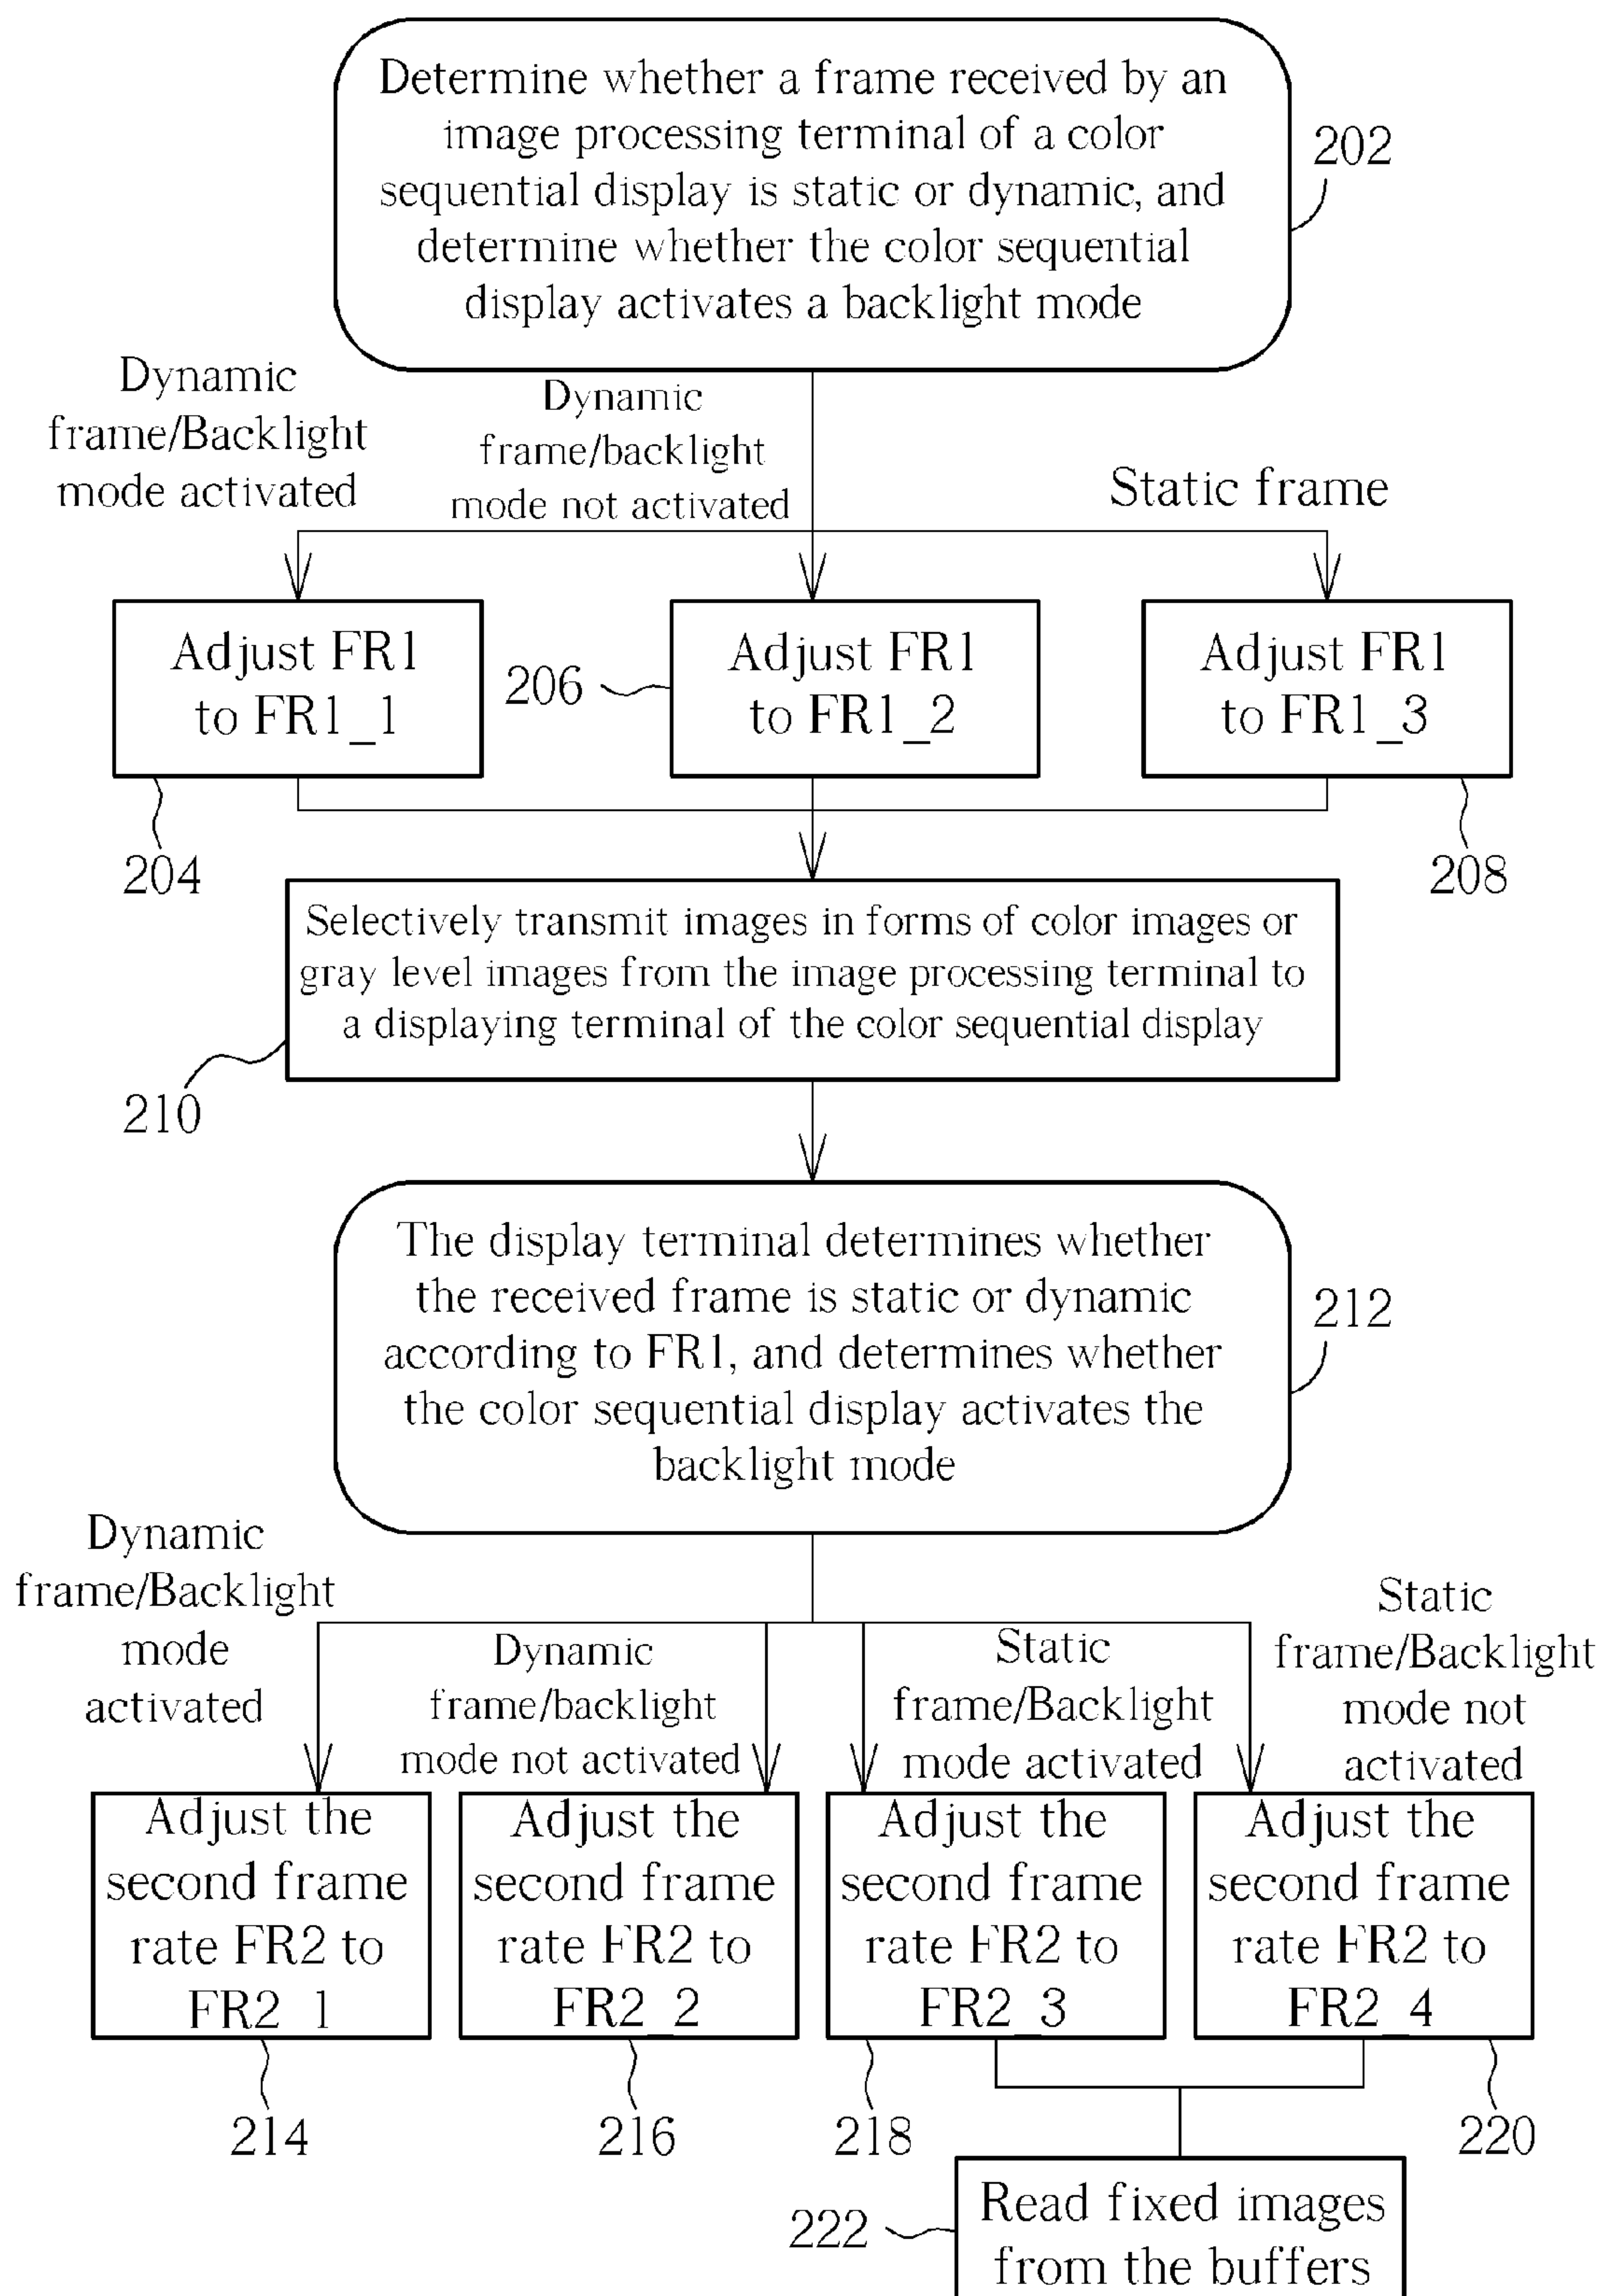 Determine whether a frame received by an
image processing terminal of a color
sequential display is static or dynamic, and
determine whether the color sequential
display activates a backlight mode
202
Dynamic
frame/Backlight
mode activated
Dynamic
frame/backlight
mode not activated
Static frame
Adjust FR1
to FR1_1
204
206
Adjust FR1
to FR1_2
Adjust FR1
to FR1_3
208
Selectively transmit images in forms of color images or
gray level images from the image processing terminal to
a displaying terminal of the color sequential display
210
The display terminal determines whether
the received frame is static or dynamic
according to FR1, and determines whether
the color sequential display activates the
backlight mode
212
Dynamic
frame/Backlight
mode
activated
Dynamic
frame/backlight
mode not activated
Static
frame/Backlight
mode activated
Static
frame/Backlight
mode not
activated
Adjust the
second frame
rate FR2 to
FR2_1
214
Adjust the
second frame
rate FR2 to
FR2_2
216
Adjust the
second frame
rate FR2 to
FR2_3
218
Adjust the
second frame
rate FR2 to
FR2_4
220
222
Read fixed images
from the buffers